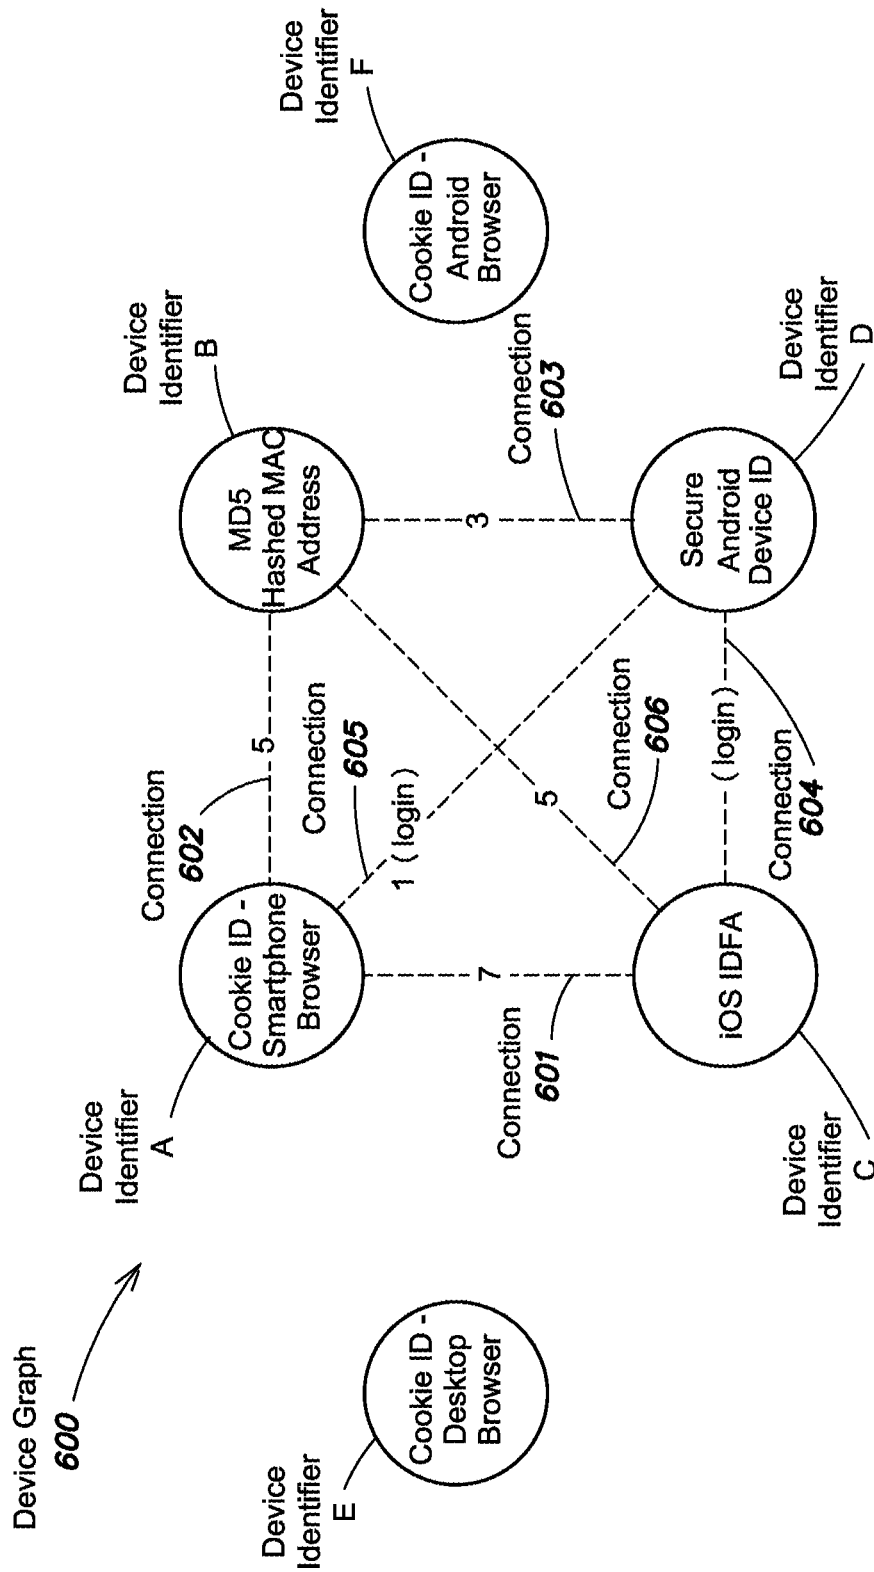 Device Graph
600
Device
Identifier
A
Cookie ID -
Smartphone
Browser
Connection
602
5
Device
Identifier
B
MD5
Hashed MAC
Address
Connection
605
1 (login)
Device
Identifier
E
Cookie ID -
Desktop
Browser
Connection
601
7
5
Connection
606
3
Connection
603
Device
Identifier
F
Cookie ID -
Android
Browser
Device
Identifier
C
iOS IDFA
(login)
Connection
604
Secure
Android
Device ID
Device
Identifier
D